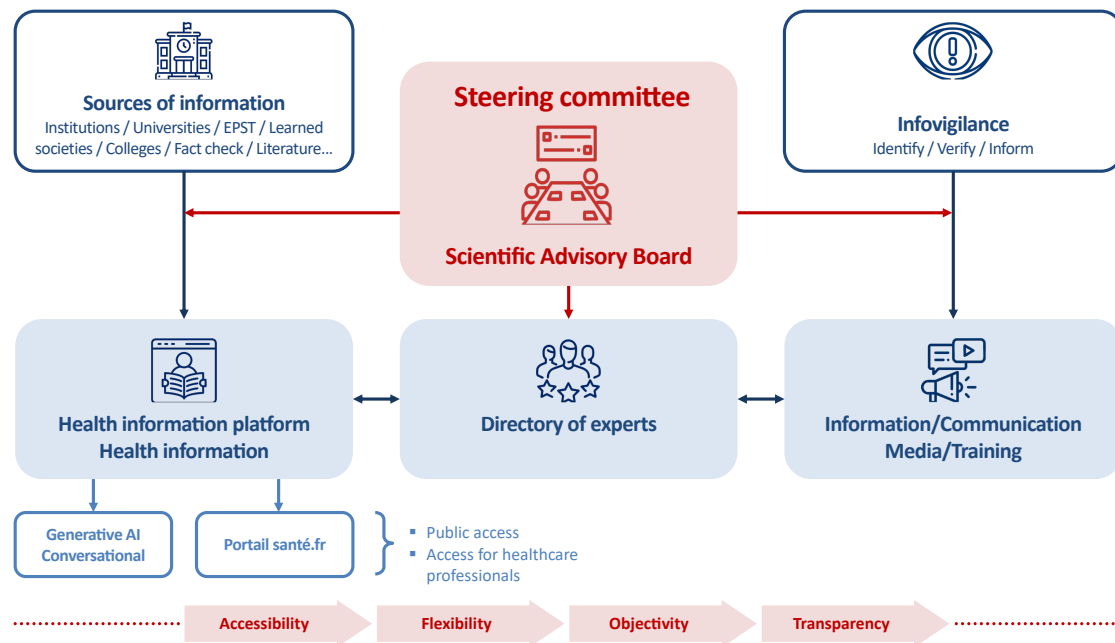 Sources of information
Institutions / Universities / EPST / Learned
societies / Colleges / Fact check / Literature...
Steering committee
Scientific Advisory Board
Infovigilance
Identify / Verify / Inform
Health information platform
Health information
Directory of experts
Information/Communication
Media/Training
Generative AI
Conversational
Portail santé.fr
▪ Public access
▪ Access for healthcare
professionals
Accessibility
Flexibility
Objectivity
Transparency